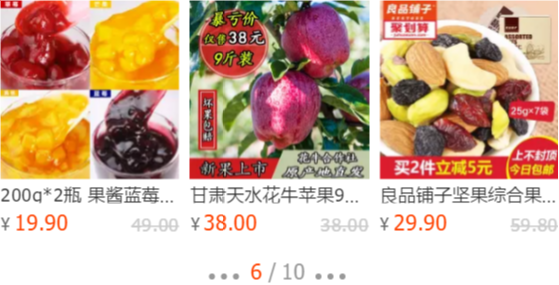 暴亏价
仅售38元
9斤装
坏果包赔
新果上市
花牛合作社
原产地直发
良品铺子
聚划算
25g×7袋
买2件立减5元
上不封顶
今日包邮
200g*2瓶 果酱蓝莓...
¥ 19.90
49.00
甘肃天水花牛苹果9...
¥ 38.00
38.00
良品铺子坚果综合果...
¥ 29.90
59.80
6 / 10